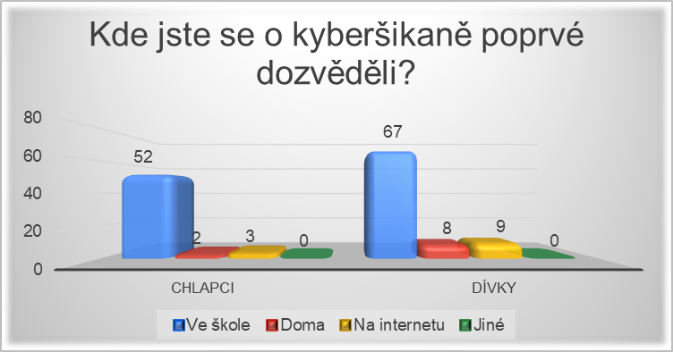 Kde jste se o kyberšikaně poprvé
dozvěděli?
80
60
40
20
0
52
2
3
0
67
8
9
0
CHLAPCI
DÍVKY
Ve škole
Doma
Na internetu
Jiné